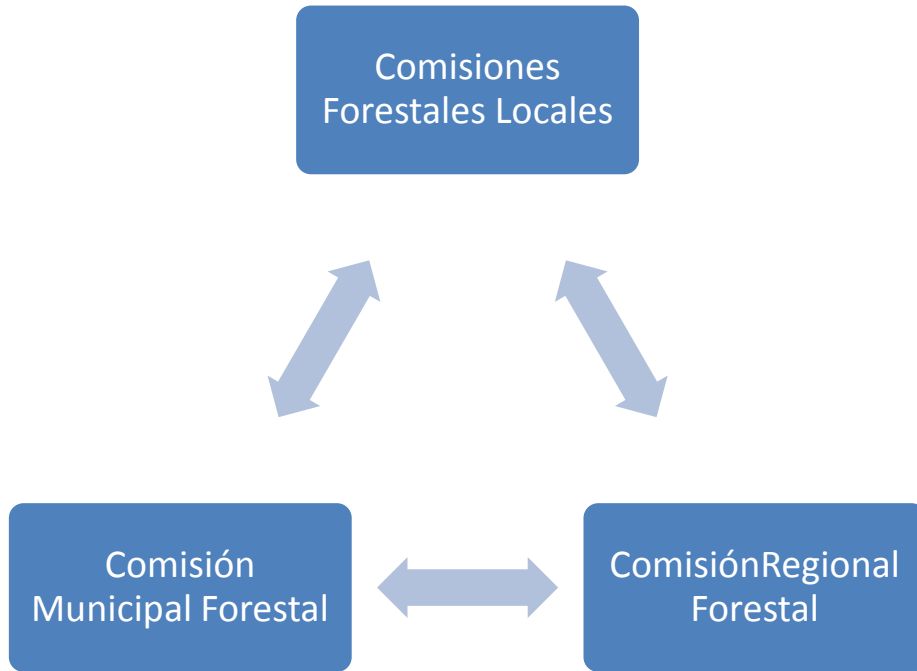 Comisiones
Forestales Locales
Comisión
Municipal Forestal
ComisiónRegional
Forestal